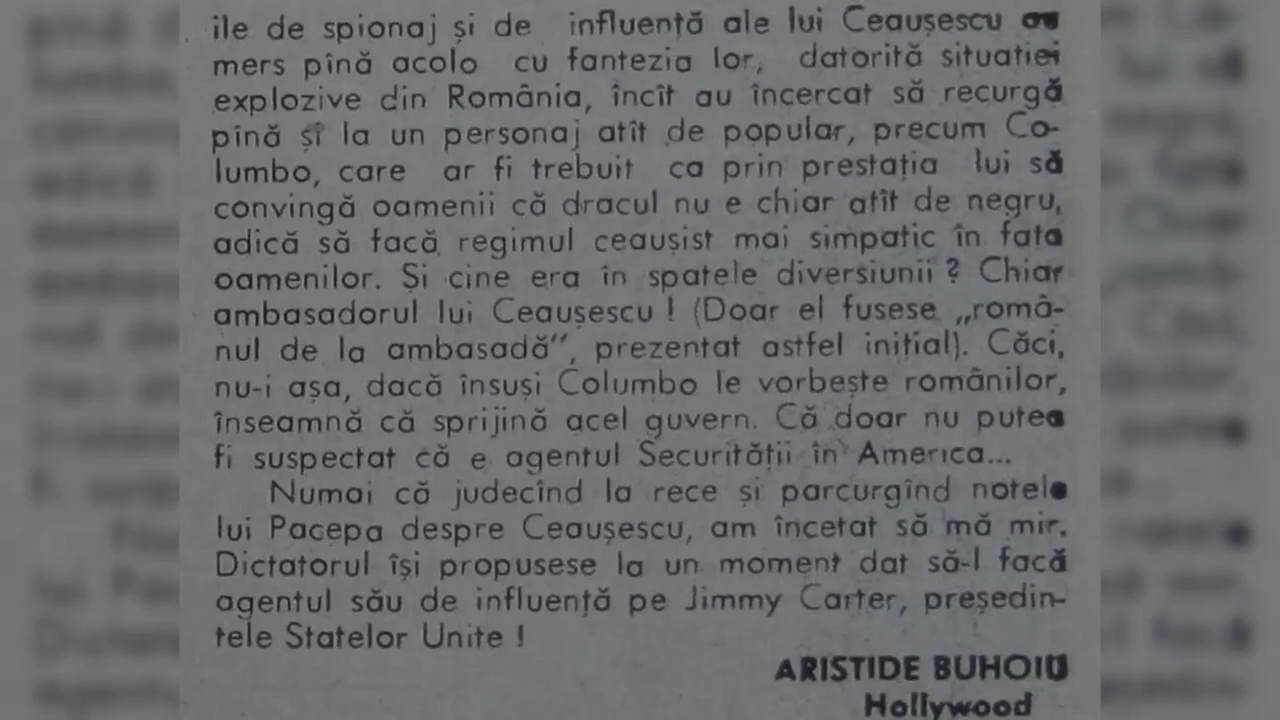 ile de spionaj și de influență ale lui Ceaușescu au
mers pînă acolo cu fantezia lor, datorită situatiei
explozive din România, încît au încercat să recurgă
pînă și la un personaj atît de popular, precum Co-
lumbo, care ar fi trebuit ca prin prestația lui să
convingă oamenii că dracul nu e chiar atît de negru,
adică să facă regimul ceaușist mai simpatic în fata
oamenilor. Și cine era în spatele diversiunii ? Chiar
ambasadorul lui Ceaușescu ! (Doar el fusese „româ-
nul de la ambasadă“, prezentat astfel inițial). Căci,
nu-i așa, dacă însuși Columbo le vorbește românilor,
înseamnă că sprijină acel guvern. Că doar nu putea
fi suspectat că e agentul Securității în America...
Numai că judecînd la rece și parcurgînd notele
lui Pacepa despre Ceaușescu, am încetat să mă mir.
Dictatorul își propusese la un moment dat să-l facă
agentul său de influență pe Jimmy Carter, președin-
tele Statelor Unite !
ARISTIDE BUHOIU
Hollywood